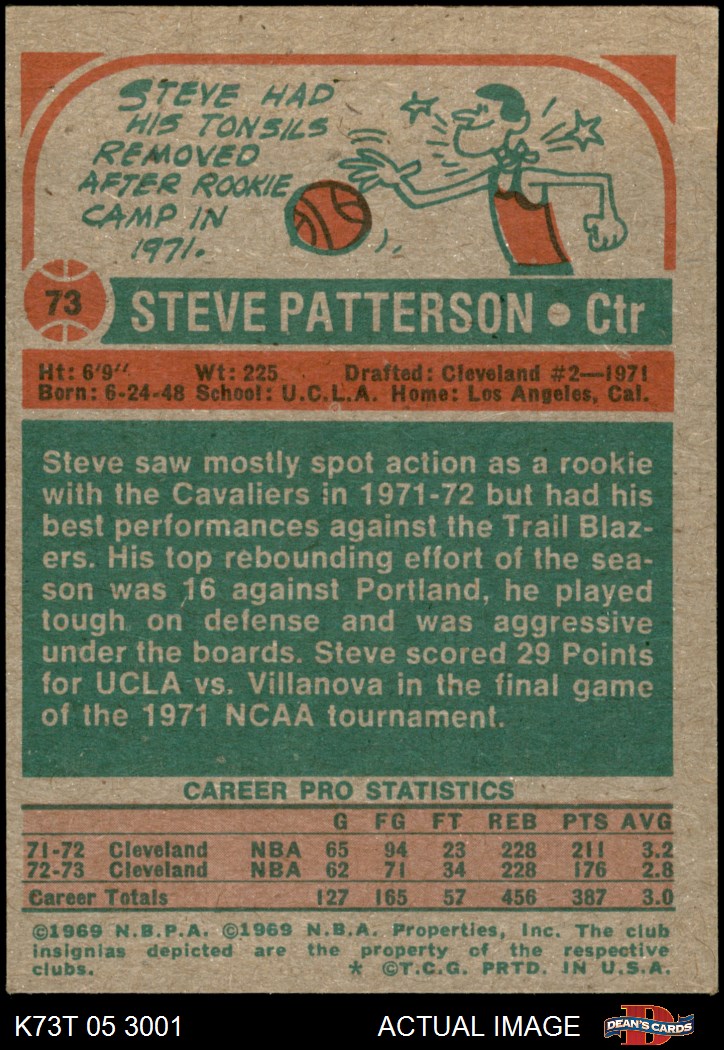 STEVE HAD
HIS TONSILS
REMOVED
AFTER ROOKIE
CAMP IN
1971.
73 STEVE PATTERSON • Ctr
Ht: 6'9" Wt: 225 Drafted: Cleveland #2—1971
Born: 6-24-48 School: U.C.L.A. Home: Los Angeles, Cal.
Steve saw mostly spot action as a rookie
with the Cavaliers in 1971-72 but had his
best performances against the Trail Blaz-
ers. His top rebounding effort of the sea-
son was 16 against Portland, he played
tough on defense and was aggressive
under the boards. Steve scored 29 Points
for UCLA vs. Villanova in the final game
of the 1971 NCAA tournament.
CAREER PRO STATISTICS
G FG FT REB PTS AVG
71-72 Cleveland NBA 65 94 23 228 211 3.2
72-73 Cleveland NBA 62 71 34 228 176 2.8
Career Totals 127 165 57 456 387 3.0
©1969 N.B.P.A. ©1969 N.B.A. Properties, Inc. The club
insignias depicted are the property of the respective
clubs. * ©T.C.G. PRTD. IN U.S.A.
K73T 05 3001 ACTUAL IMAGE D DEAN'S CARDS